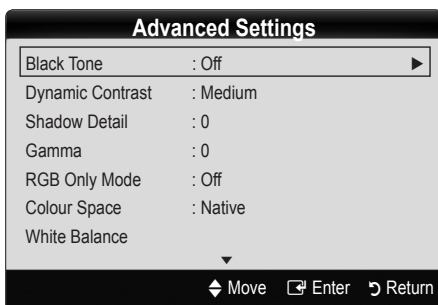 Advanced Settings
Black Tone : Off ►
Dynamic Contrast : Medium
Shadow Detail : 0
Gamma : 0
RGB Only Mode : Off
Colour Space : Native
White Balance
▼
Move Enter Return